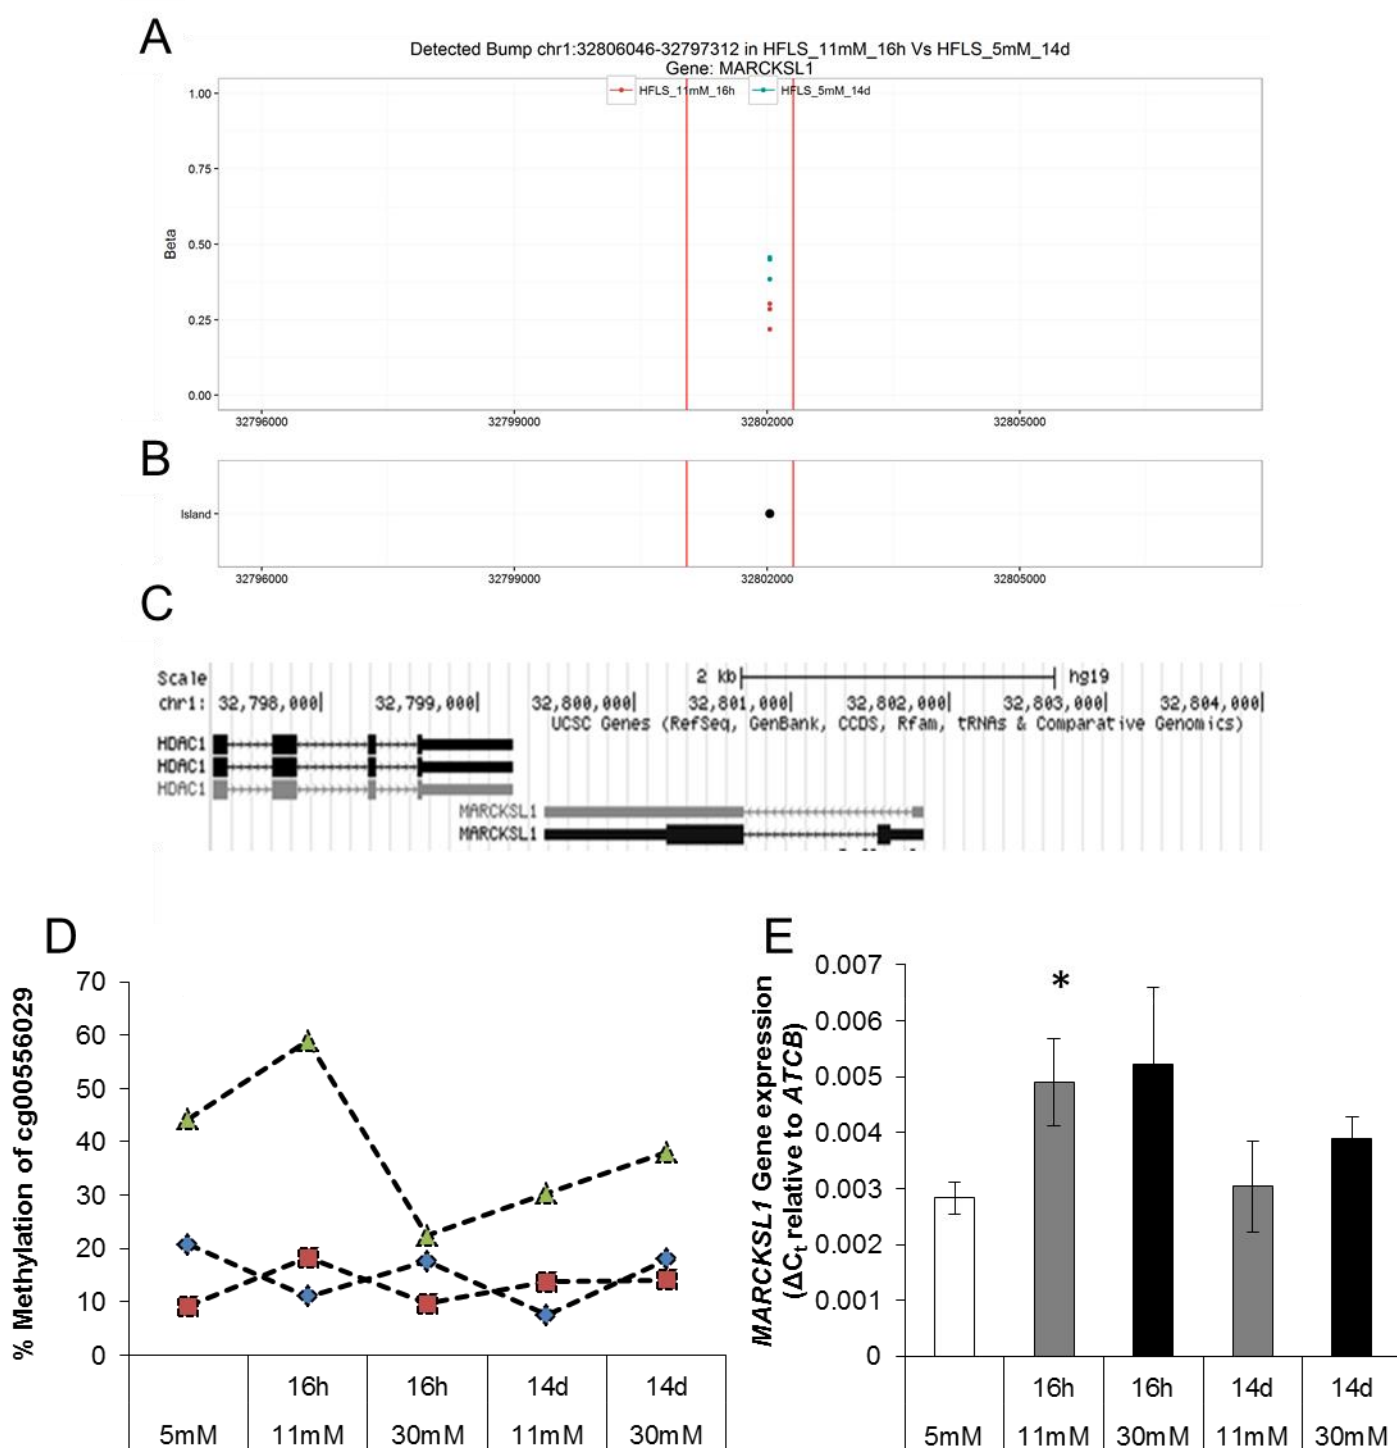 A
Detected Bump chr1:32806046-32797312 in HFLS_11mM_16h Vs HFLS_5mM_14d
Gene: MARCKSL1
HFLS_11mM_16h HFLS_5mM_14d
1.00
0.75
0.50
0.25
0.00
Beta
32796000 32799000 32802000 32805000
B
Island
32796000 32799000 32802000 32805000
C
Scale 2 kb hg19
chr1: 32,798,000 32,799,000 32,800,000 32,801,000 32,802,000 32,803,000 32,804,000
UCSC Genes (RefSeq, GenBank, CCDS, Rfam, tRNAs & Comparative Genomics)
HDAC1
HDAC1
HDAC1
MARCKSL1
MARCKSL1
D
% Methylation of cg00556029
70
60
50
40
30
20
10
0
16h 16h 14d 14d
5mM 11mM 30mM 11mM 30mM
E
MARCKSL1 Gene expression
(ΔCt relative to ATCB)
0.007
0.006
0.005
0.004
0.003
0.002
0.001
0
*
16h 16h 14d 14d
5mM 11mM 30mM 11mM 30mM